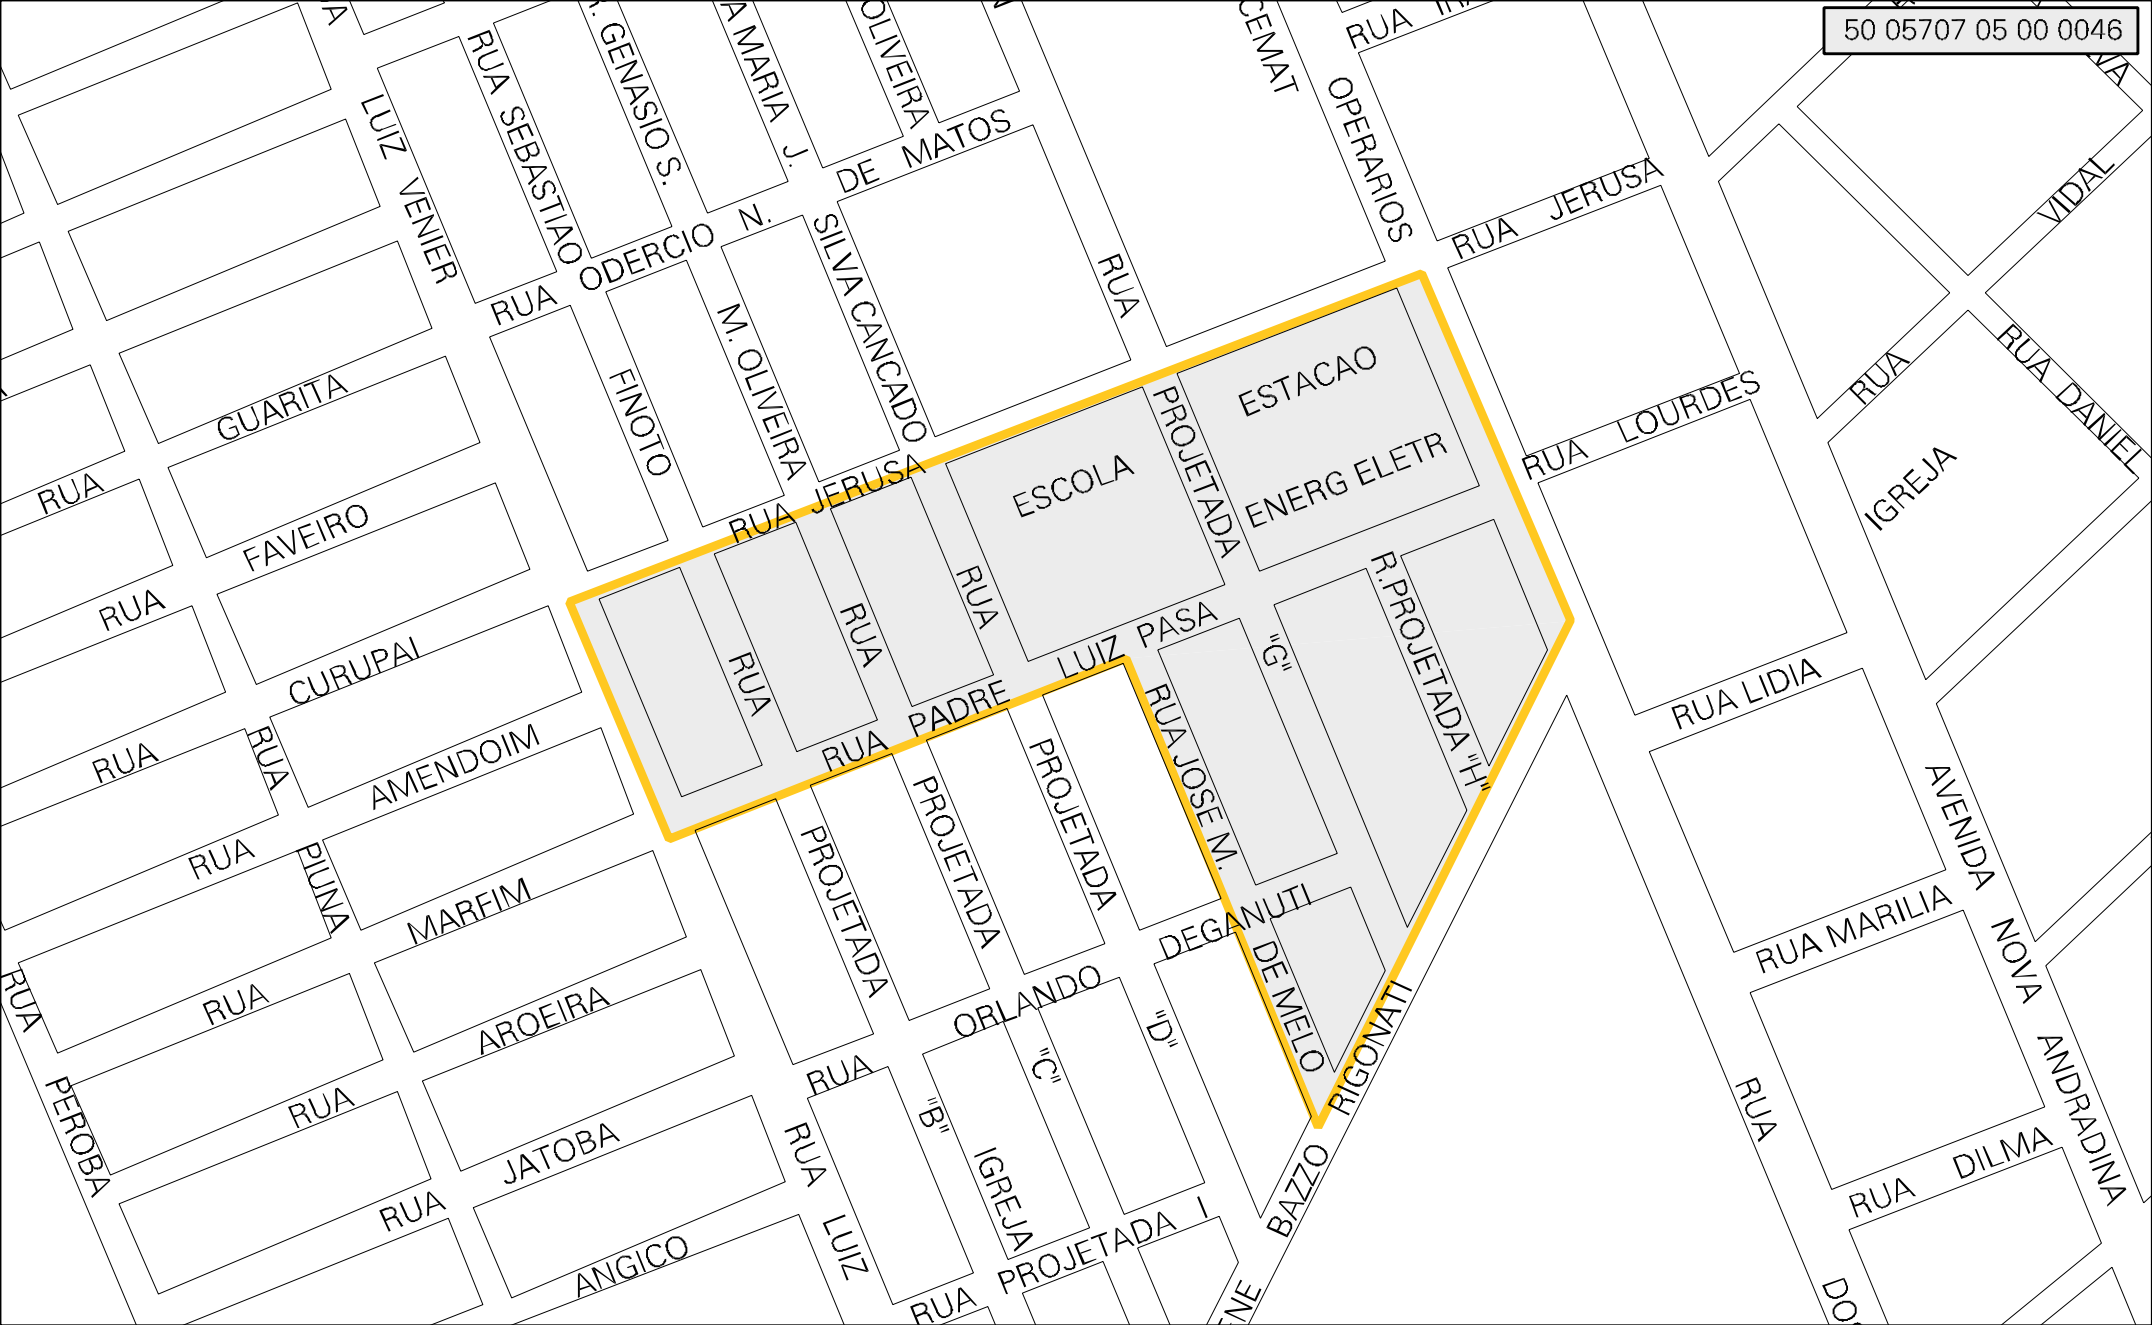 50 05707 05 00 0046
RUA
OPERARIOS
CEMAT
R. GENASIO S.
MARIA J.
OLIVEIRA
RUA SEBASTIAO
LUIZ VENIER
DE MATOS
RUA ODERCIO N.
SILVA CANCADO
M. OLIVEIRA
FINOTO
RUA
RUA JERUSA
VIDAL
RUA
RUA DANIEL
RUA LOURDES
IGREJA
GUARITA
RUA
FAVEIRO
RUA
CURUPAI
RUA
AMENDOIM
RUA
MARFIM
RUA
AROEIRA
RUA
JATOBA
RUA
ANGICO
RUA
PIUNA
RUA
PEROBA
RUA JERUSA
ESTACAO
ENERG ELETR
ESCOLA
PROJETADA
RUA
RUA
RUA
RUA PADRE LUIZ PASA
"G"
R.PROJETADA "H"
RUA JOSE M.
DE MELO
PROJETADA
PROJETADA
PROJETADA
RUA ORLANDO DEGANUTI
"B"
"C"
"D"
IGREJA
RUA
LUIZ
RUA PROJETADA I
BAZZO RIGONATI
RUA LIDIA
RUA MARILIA
RUA DILMA
AVENIDA NOVA ANDRADINA
RUA